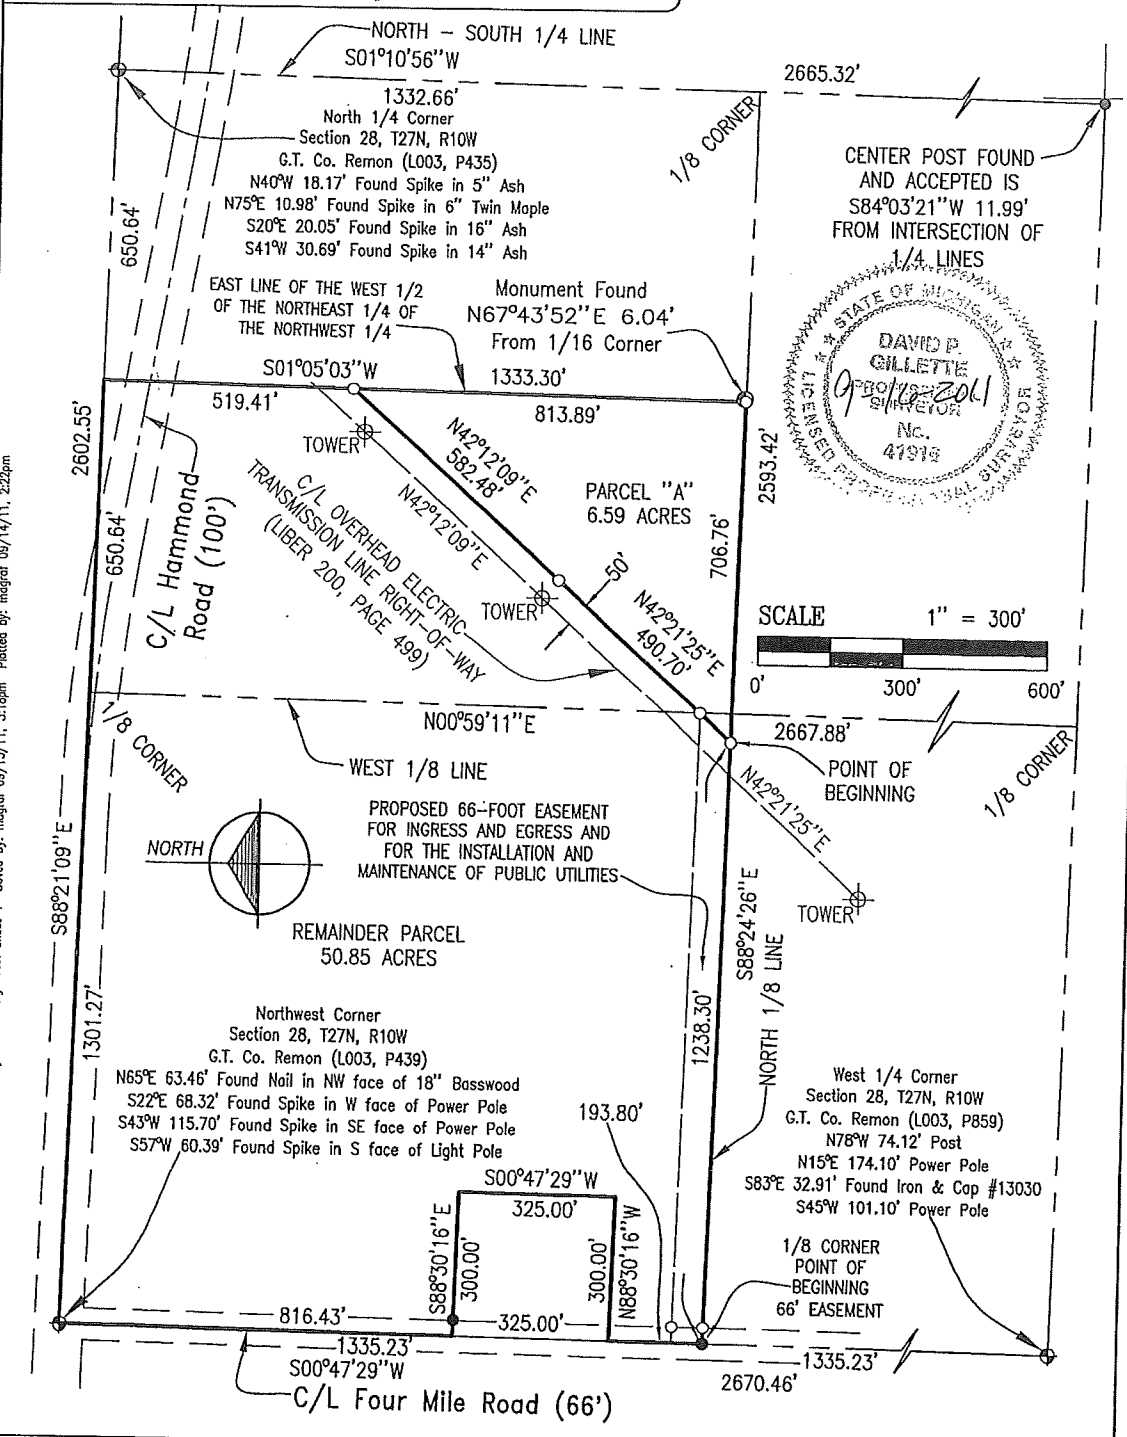 NORTH - SOUTH 1/4 LINE
S01°10'56"W
2665.32'
1332.66'
North 1/4 Corner
Section 28, T27N, R10W
G.T. Co. Remon (L003, P435)
N40°W 18.17' Found Spike in 5" Ash
N75°E 10.98' Found Spike in 6" Twin Maple
S20°E 20.05' Found Spike in 16" Ash
S41°W 30.69' Found Spike in 14" Ash
1/8 CORNER
CENTER POST FOUND
AND ACCEPTED IS
S84°03'21"W 11.99'
FROM INTERSECTION OF
1/4 LINES
650.64'
EAST LINE OF THE WEST 1/2
OF THE NORTHEAST 1/4 OF
THE NORTHWEST 1/4
Monument Found
N67°43'52"E 6.04'
From 1/16 Corner
STATE OF MICHIGAN
DAVID P.
GILLETTE
PROFESSIONAL
SURVEYOR
No.
41916
LICENSED PROFESSIONAL SURVEYOR
9-16-2011
S01°05'03"W
1333.30'
519.41'
813.89'
2602.55'
TOWER
N42°12'09"E
582.48'
N42°12'09"E
PARCEL "A"
6.59 ACRES
2593.42'
706.76'
650.64'
C/L Hammond
Road (100')
C/L OVERHEAD ELECTRIC
TRANSMISSION LINE RIGHT-OF-WAY
(LIBER 200, PAGE 499)
TOWER
50'
N42°21'25"E
490.70'
SCALE 1" = 300'
0' 300' 600'
1/8 CORNER
N00°59'11"E
2667.88'
WEST 1/8 LINE
POINT OF
BEGINNING
1/8 CORNER
N42°21'25"E
PROPOSED 66-FOOT EASEMENT
FOR INGRESS AND EGRESS AND
FOR THE INSTALLATION AND
MAINTENANCE OF PUBLIC UTILITIES
NORTH
S88°21'09"E
TOWER
S88°24'26"E
NORTH 1/8 LINE
REMAINDER PARCEL
50.85 ACRES
1301.27'
1238.30'
Northwest Corner
Section 28, T27N, R10W
G.T. Co. Remon (L003, P439)
N65°E 63.46' Found Nail in NW face of 18" Basswood
S22°E 68.32' Found Spike in W face of Power Pole
S43°W 115.70' Found Spike in SE face of Power Pole
S57°W 60.39' Found Spike in S face of Light Pole
193.80'
West 1/4 Corner
Section 28, T27N, R10W
G.T. Co. Remon (L003, P859)
N78°W 74.12' Post
N15°E 174.10' Power Pole
S83°E 32.91' Found Iron & Cap #13030
S45°W 101.10' Power Pole
S00°47'29"W
325.00'
S88°30'16"E
300.00'
300.00'
N88°30'16"W
1/8 CORNER
POINT OF
BEGINNING
66' EASEMENT
816.43'
325.00'
1335.23'
1335.23'
S00°47'29"W
2670.46'
C/L Four Mile Road (66')
09/14/11, 2:22pm